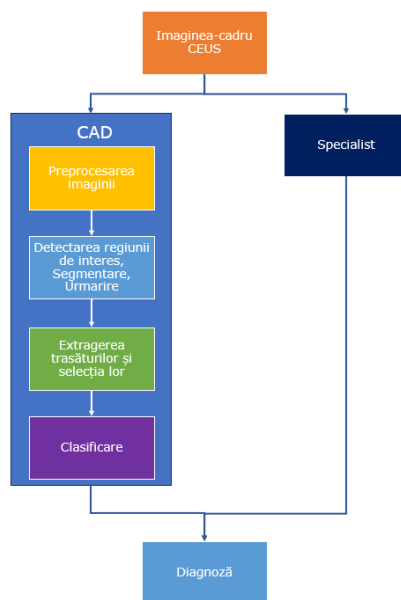 Imaginea-cadru
CEUS
CAD
Specialist
Preprocesarea
imaginii
Detectarea regiunii
de interes,
Segmentare,
Urmarire
Extragerea
trasăturilor și
selecția lor
Clasificare
Diagnoză